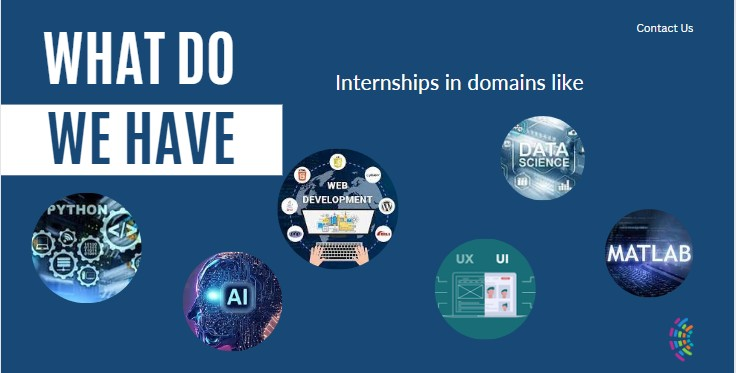 Contact Us
WHAT DO
WE HAVE
Internships in domains like
DATA
SCIENCE
WEB
DEVELOPMENT
PYTHON
</>
AI
UX UI
MATLAB